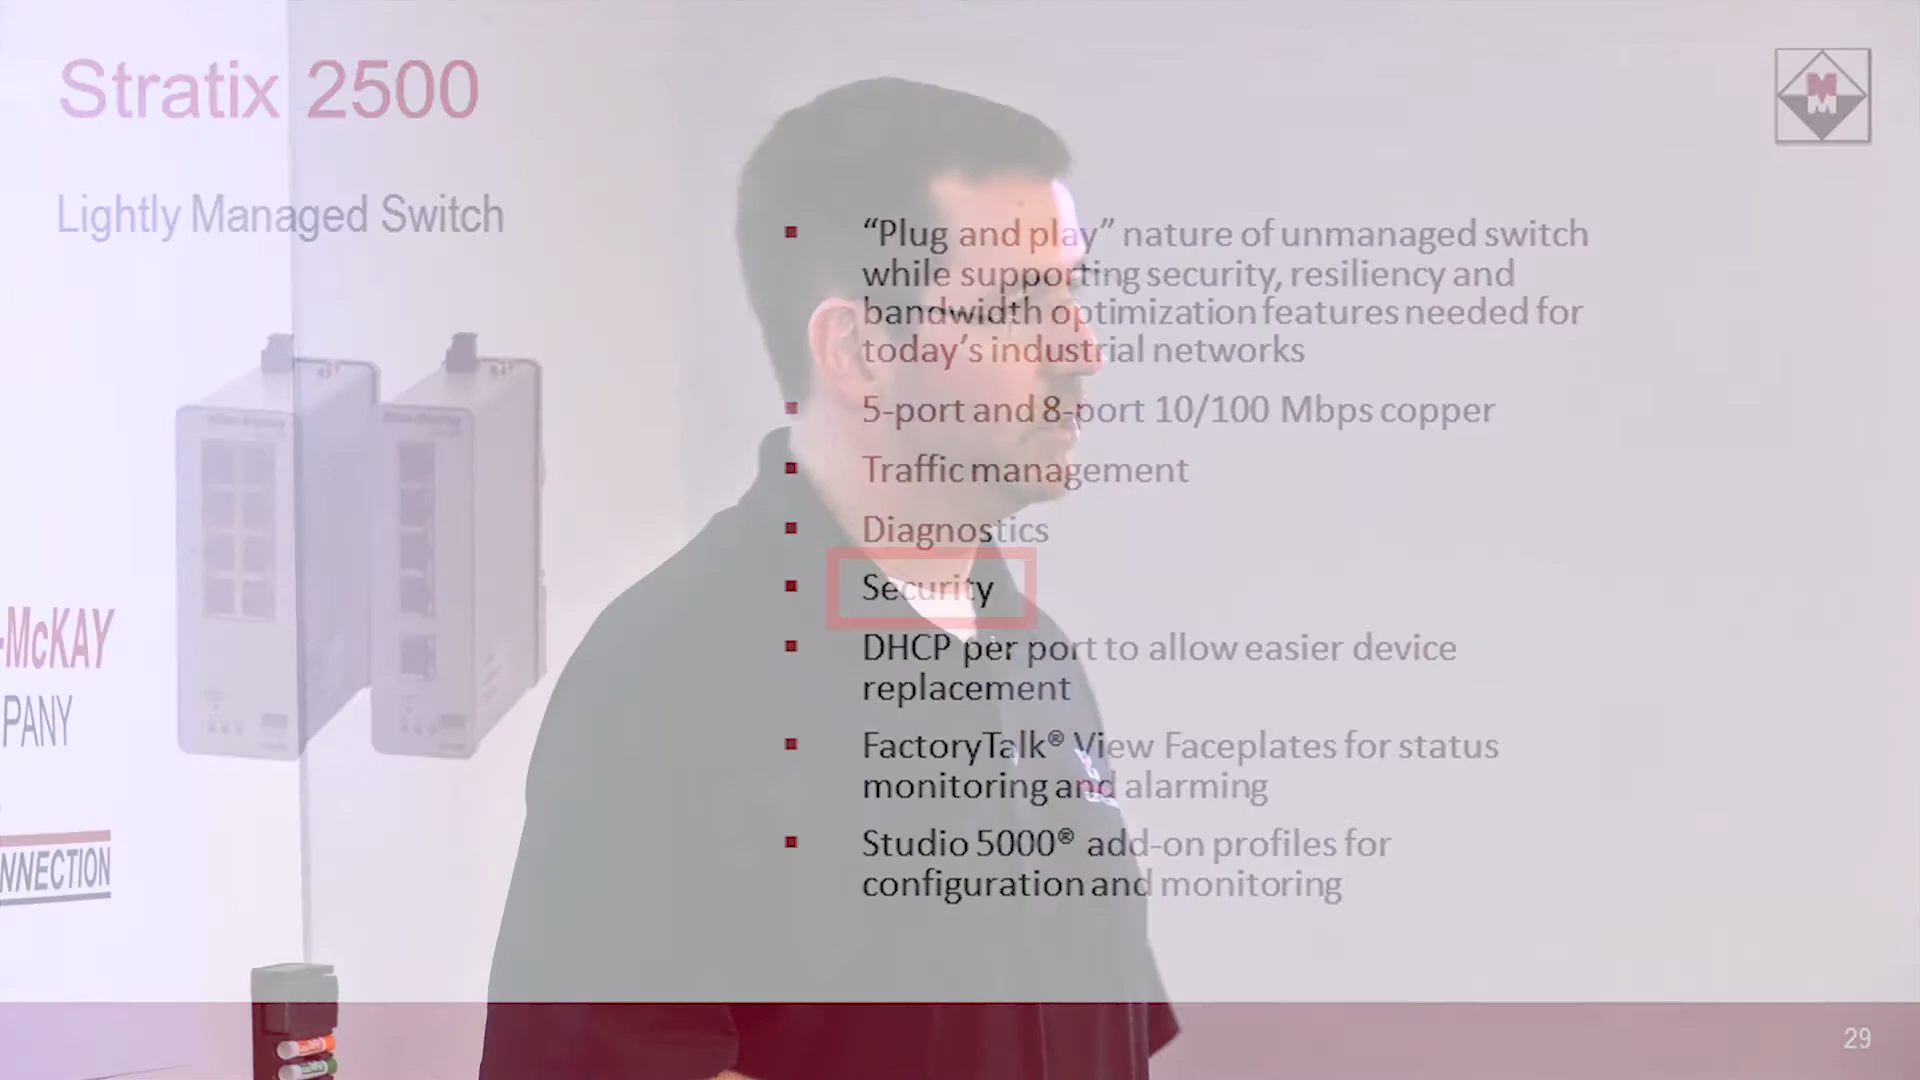 Stratix 2500
Lightly Managed Switch
M
M
“Plug and play” nature of unmanaged switch
while supporting security, resiliency and
bandwidth optimization features needed for
today’s industrial networks
5-port and 8-port 10/100 Mbps copper
Traffic management
Diagnostics
Security
DHCP per port to allow easier device
replacement
FactoryTalk® View Faceplates for status
monitoring and alarming
Studio 5000® add-on profiles for
configuration and monitoring
-McKAY
PANY
NNECTION
29